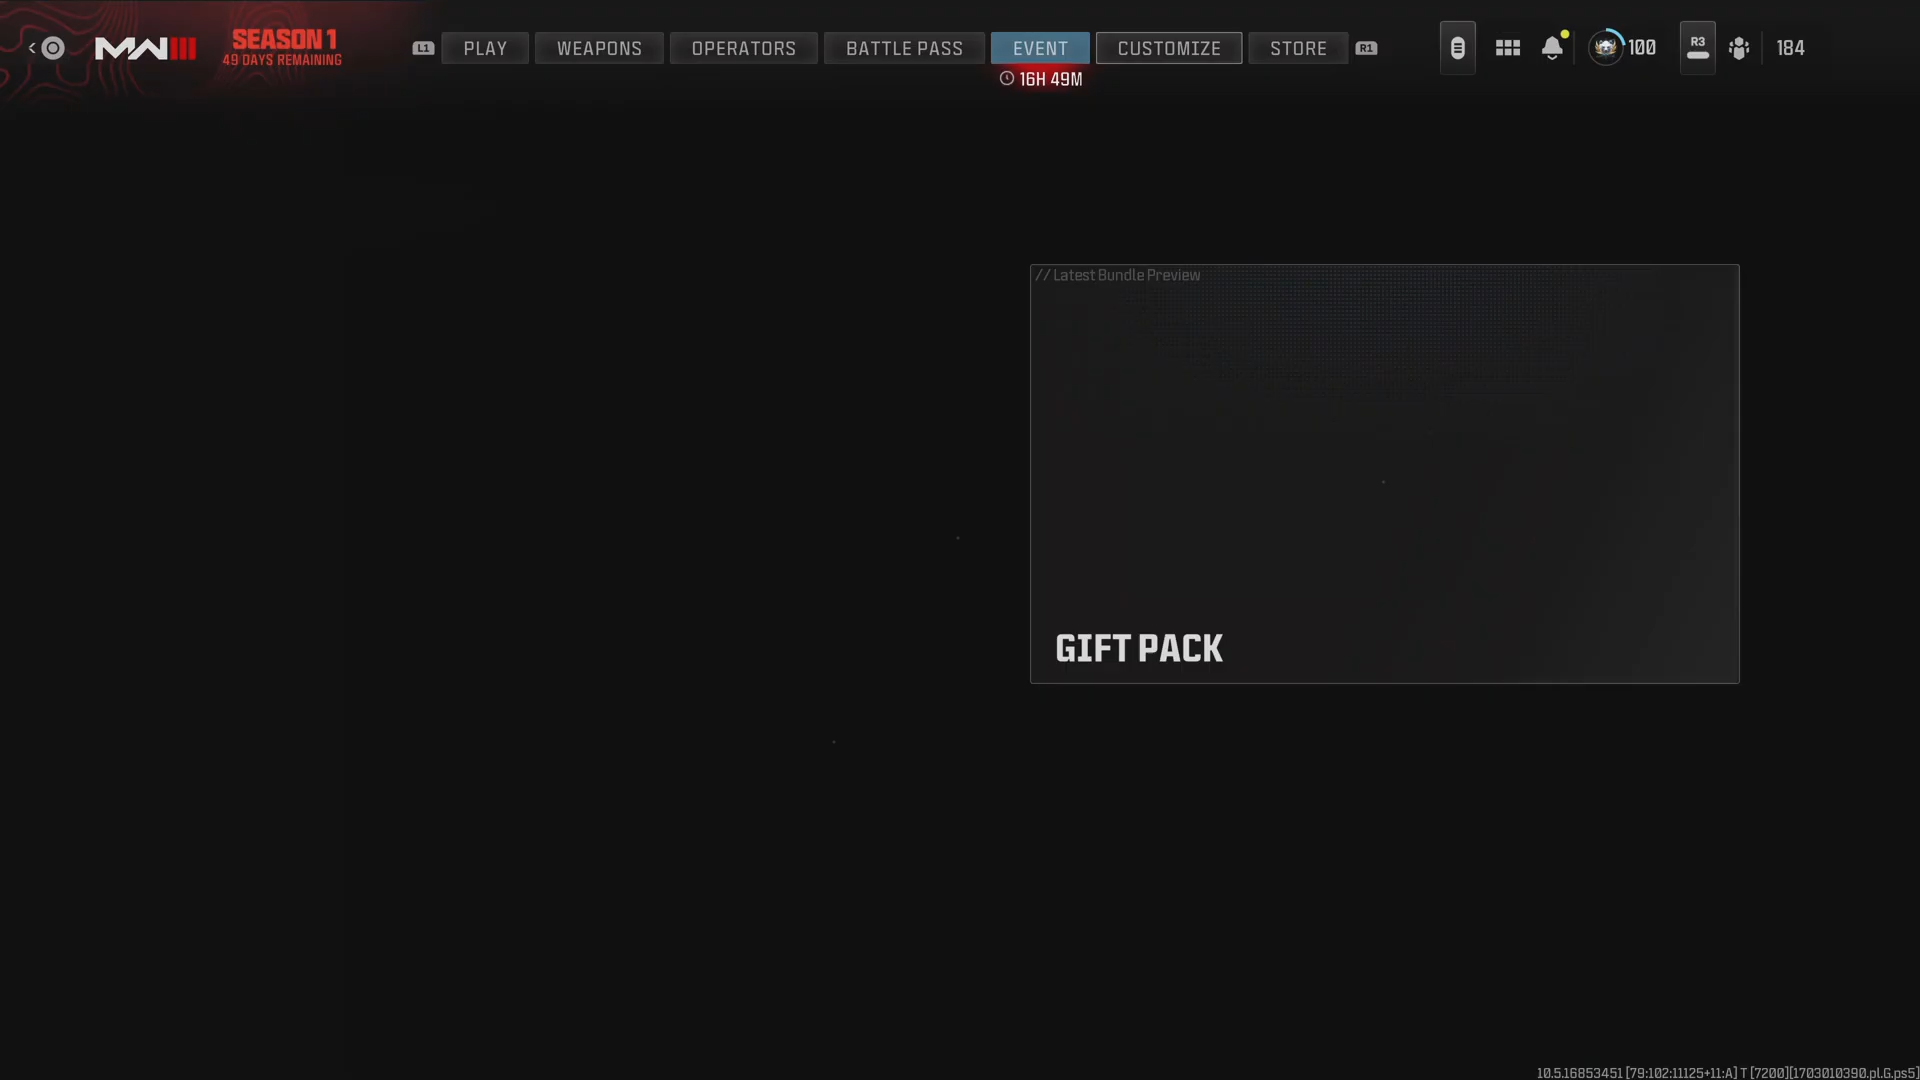 MWIII
SEASON 1
49 DAYS REMAINING
L1 PLAY WEAPONS OPERATORS BATTLE PASS EVENT CUSTOMIZE STORE R1
100
R3
184
16H 49M
// Latest Bundle Preview
GIFT PACK
10.5.16853451 [79:102:11125+11:A] T [7200][1703010390.pl.G.ps5]